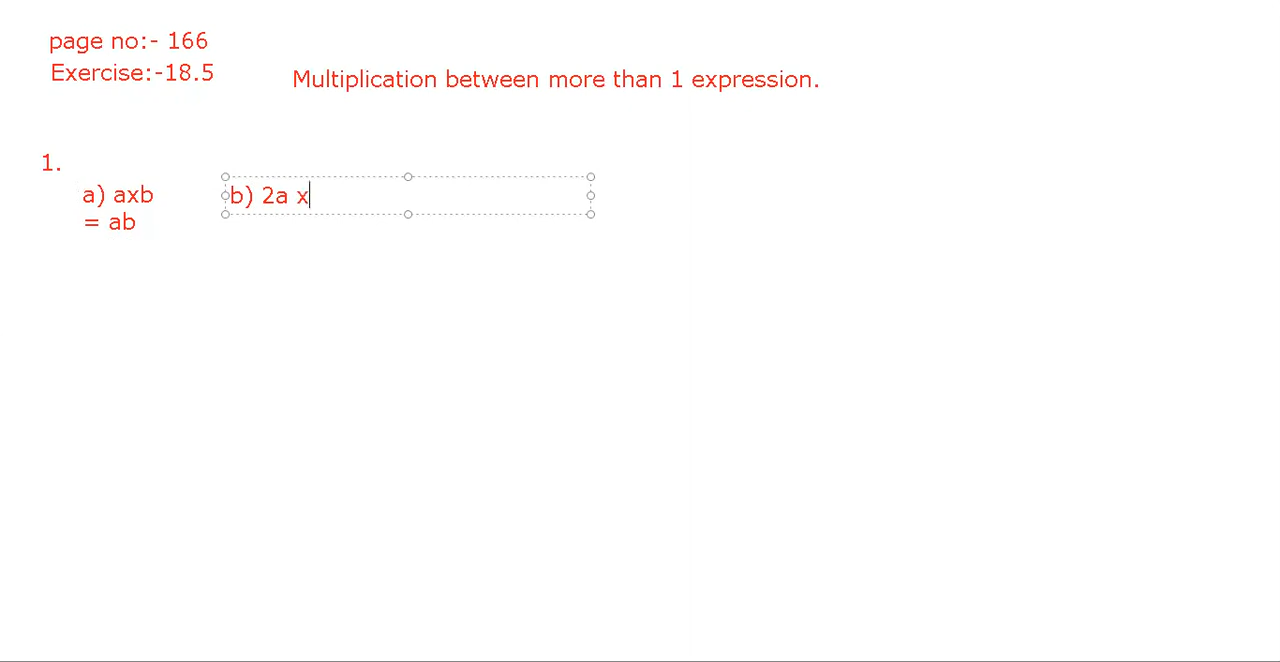 page no:- 166
Exercise:-18.5
Multiplication between more than 1 expression.
1.
a) axb
= ab
b) 2a x